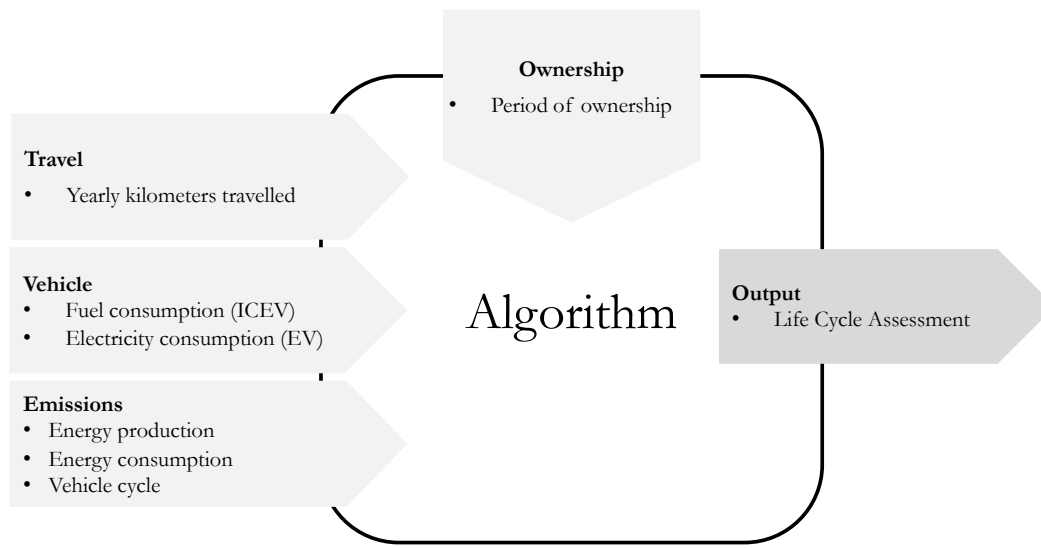 Ownership
• Period of ownership
Travel
• Yearly kilometers travelled
Vehicle
• Fuel consumption (ICEV)
• Electricity consumption (EV)
Emissions
• Energy production
• Energy consumption
• Vehicle cycle
Algorithm
Output
• Life Cycle Assessment